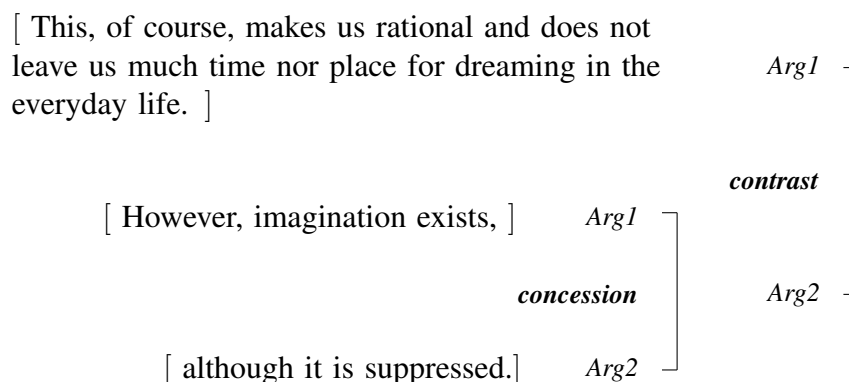 [ This, of course, makes us rational and does not
leave us much time nor place for dreaming in the Arg1
everyday life. ]
contrast
[ However, imagination exists, ] Arg1
concession Arg2
[ although it is suppressed.] Arg2